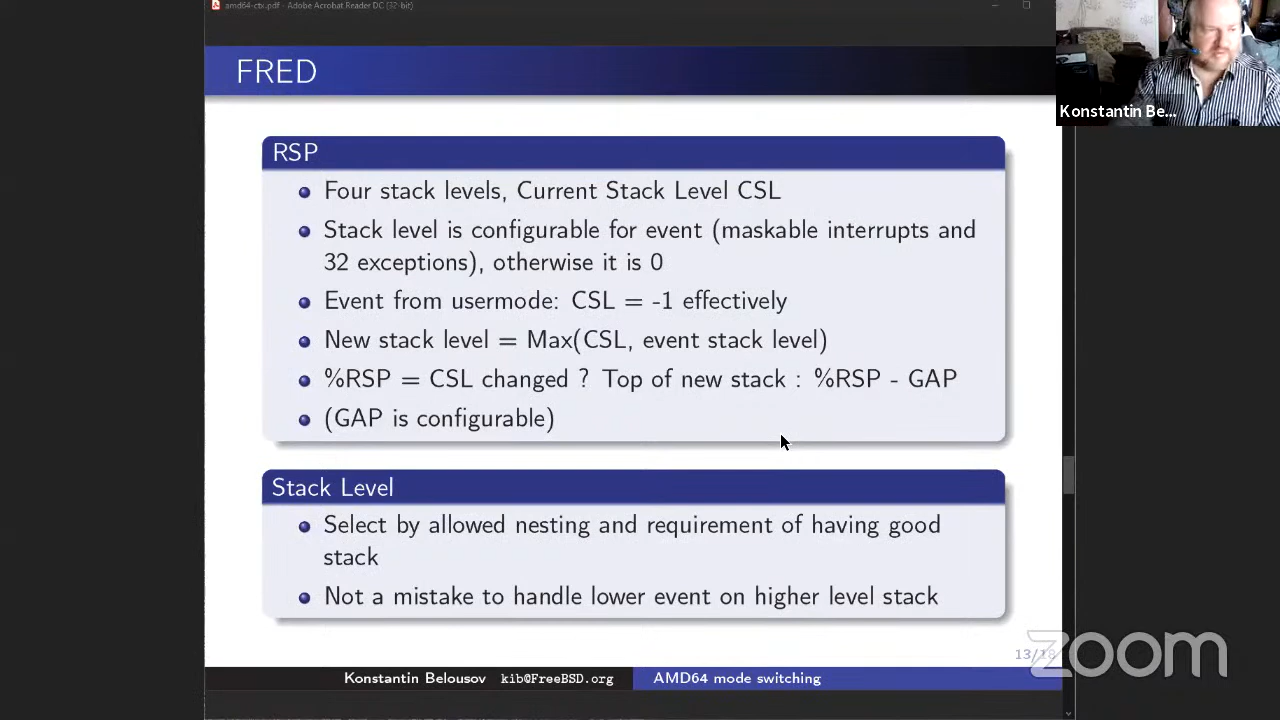 amd64-ctx.pdf - Adobe Acrobat Reader DC (32-bit)
FRED
Konstantin Be...
RSP
Four stack levels, Current Stack Level CSL
Stack level is configurable for event (maskable interrupts and
32 exceptions), otherwise it is 0
Event from usermode: CSL = -1 effectively
New stack level = Max(CSL, event stack level)
%RSP = CSL changed ? Top of new stack : %RSP - GAP
(GAP is configurable)
Stack Level
Select by allowed nesting and requirement of having good
stack
Not a mistake to handle lower event on higher level stack
zoom
Konstantin Belousov kib@FreeBSD.org AMD64 mode switching